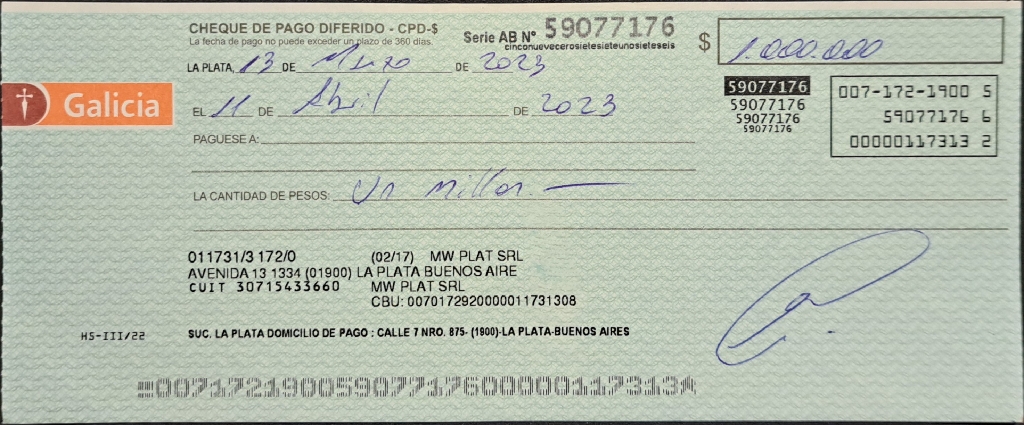 CHEQUE DE PAGO DIFERIDO - CPD-$
La fecha de pago no puede exceder un plazo de 360 días.
Serie AB Nº 59077176
cinconuevecerosietesieteunosieteseis
$ 1.000.000
LA PLATA, 13 DE Marzo DE 2023
Galicia
EL 11 DE Abril DE 2023
59077176
59077176
59077176
59077176
007-172-1900 5
59077176 6
00000117313 2
PAGUESE A:
LA CANTIDAD DE PESOS: Un millon
011731/3 172/0 (02/17) MW PLAT SRL
AVENIDA 13 1334 (01900) LA PLATA BUENOS AIRE
CUIT 30715433660 MW PLAT SRL
CBU: 0070172920000011731308
HS-III/22
SUC. LA PLATA DOMICILIO DE PAGO : CALLE 7 NRO. 875- (1900)-LA PLATA-BUENOS AIRES
00717219005907717600000117313